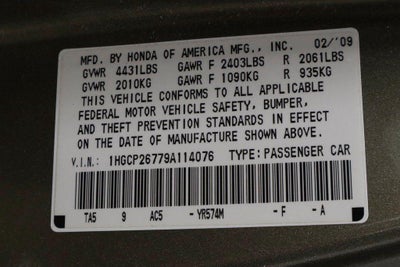 MFD. BY HONDA OF AMERICA MFG., INC. 02/'09
GVWR 4431LBS GAWR F 2403LBS R 2061LBS
GVWR 2010KG GAWR F 1090KG R 935KG
THIS VEHICLE CONFORMS TO ALL APPLICABLE
FEDERAL MOTOR VEHICLE SAFETY, BUMPER,
AND THEFT PREVENTION STANDARDS IN EFFECT
ON THE DATE OF MANUFACTURE SHOWN ABOVE.
V.I.N.: 1HGCP26779A114076 TYPE: PASSENGER CAR
TA5 9 AC5 -YR574M -F -A